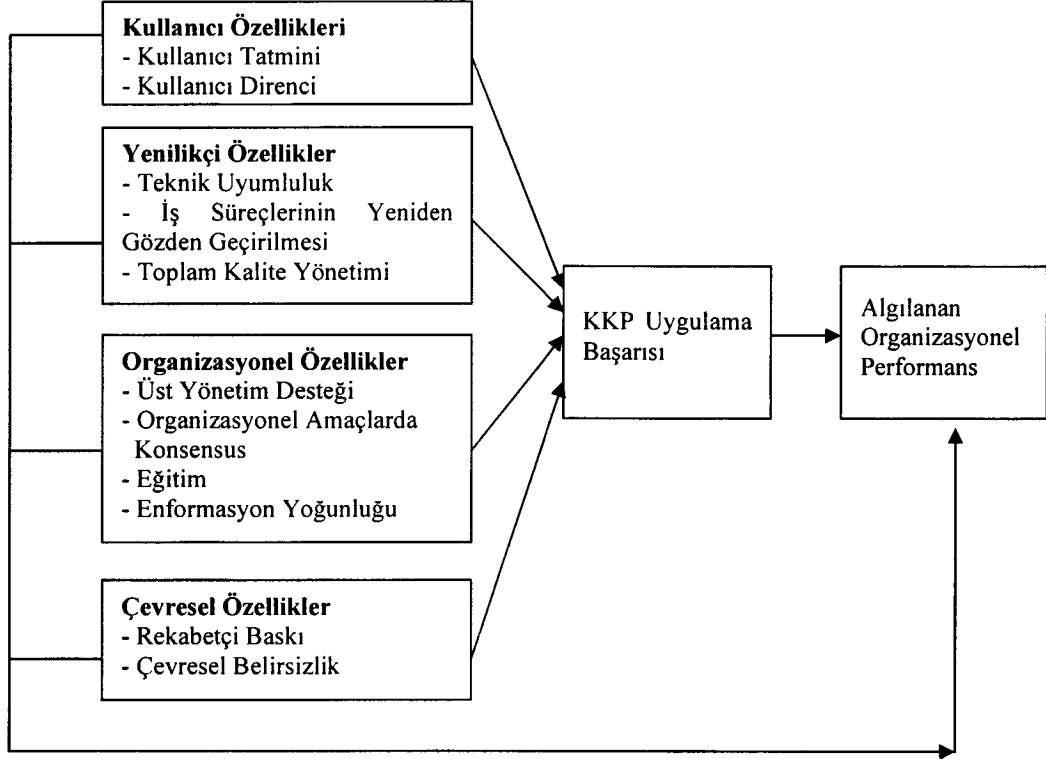 Kullanıcı Özellikleri
- Kullanıcı Tatmini
- Kullanıcı Direnci
Yenilikçi Özellikler
- Teknik Uyumluluk
- İş Süreçlerinin Yeniden
Gözden Geçirilmesi
- Toplam Kalite Yönetimi
Organizasyonel Özellikler
- Üst Yönetim Desteği
- Organizasyonel Amaçlarda
Konsensus
- Eğitim
- Enformasyon Yoğunluğu
Çevresel Özellikler
- Rekabetçi Baskı
- Çevresel Belirsizlik
KKP Uygulama
Başarısı
Algılanan
Organizasyonel
Performans